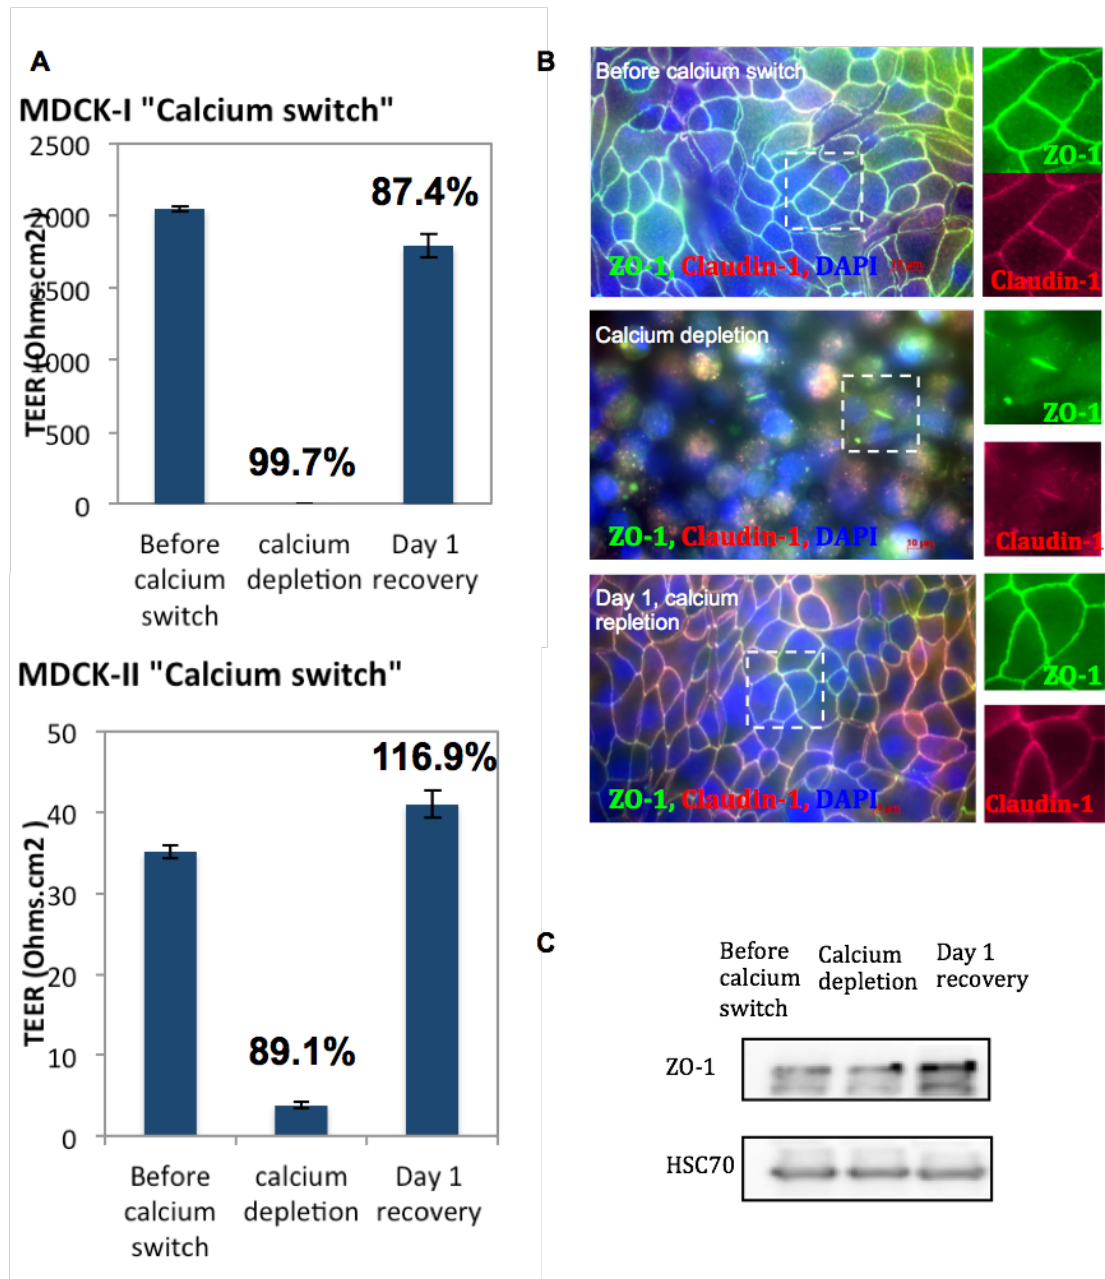 A
MDCK-I "Calcium switch"
TEER (Ohms.cm2 )
2500
2000
1500
1000
500
0
87.4%
99.7%
Before
calcium
switch
calcium
depletion
Day 1
recovery
MDCK-II "Calcium switch"
TEER (Ohms.cm2 )
50
40
30
20
10
0
116.9%
89.1%
Before
calcium
switch
calcium
depletion
Day 1
recovery
B
Before calcium switch
ZO-1, Claudin-1, DAPI
ZO-1
Claudin-1
Calcium depletion
ZO-1, Claudin-1, DAPI
10 µm
ZO-1
Claudin-1
Day 1, calcium
repletion
ZO-1, Claudin-1, DAPI
ZO-1
Claudin-1
C
Before
calcium
switch
Calcium
depletion
Day 1
recovery
ZO-1
HSC70